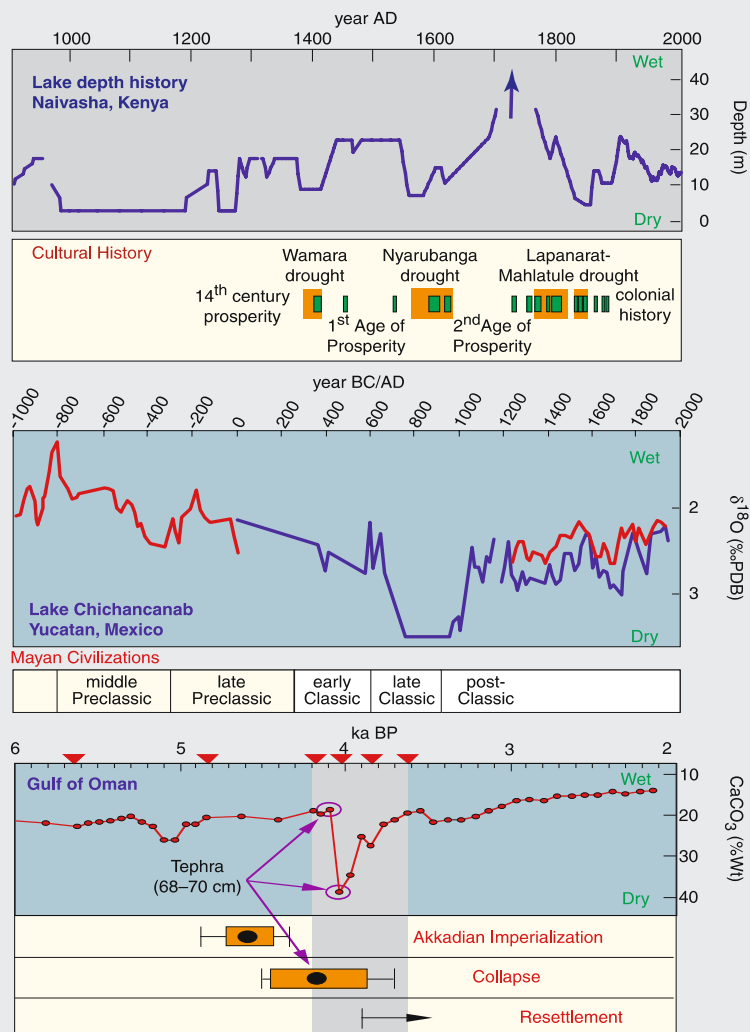 year AD
1000 1200 1400 1600 1800 2000
Lake depth history
Naivasha, Kenya
Wet
40
30
20
10
0
Depth (m)
Dry
Cultural History
Wamara
drought
Nyarubanga
drought
Lapanarat-
Mahlatule drought
14th century
prosperity
1st Age of
Prosperity
2nd Age of
Prosperity
colonial
history
year BC/AD
-1000 -800 -600 -400 -200 0 200 400 600 800 1000 1200 1400 1600 1800 2000
Wet
2
3
δ18O (‰PDB)
Lake Chichancanab
Yucatan, Mexico
Dry
Mayan Civilizations
middle
Preclassic
late
Preclassic
early
Classic
late
Classic
post-
Classic
ka BP
6 5 4 3 2
Gulf of Oman
Wet
10
20
30
40
CaCO3 (%Wt)
Tephra
(68–70 cm)
Dry
Akkadian Imperialization
Collapse
Resettlement